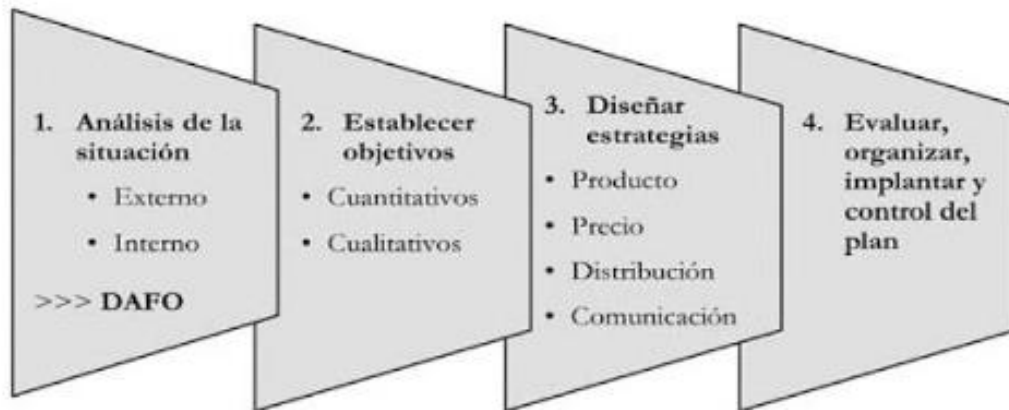 1. Análisis de la
situación
• Externo
• Interno
>>> DAFO
2. Establecer
objetivos
• Cuantitativos
• Cualitativos
3. Diseñar
estrategias
• Producto
• Precio
• Distribución
• Comunicación
4. Evaluar,
organizar,
implantar y
control del
plan